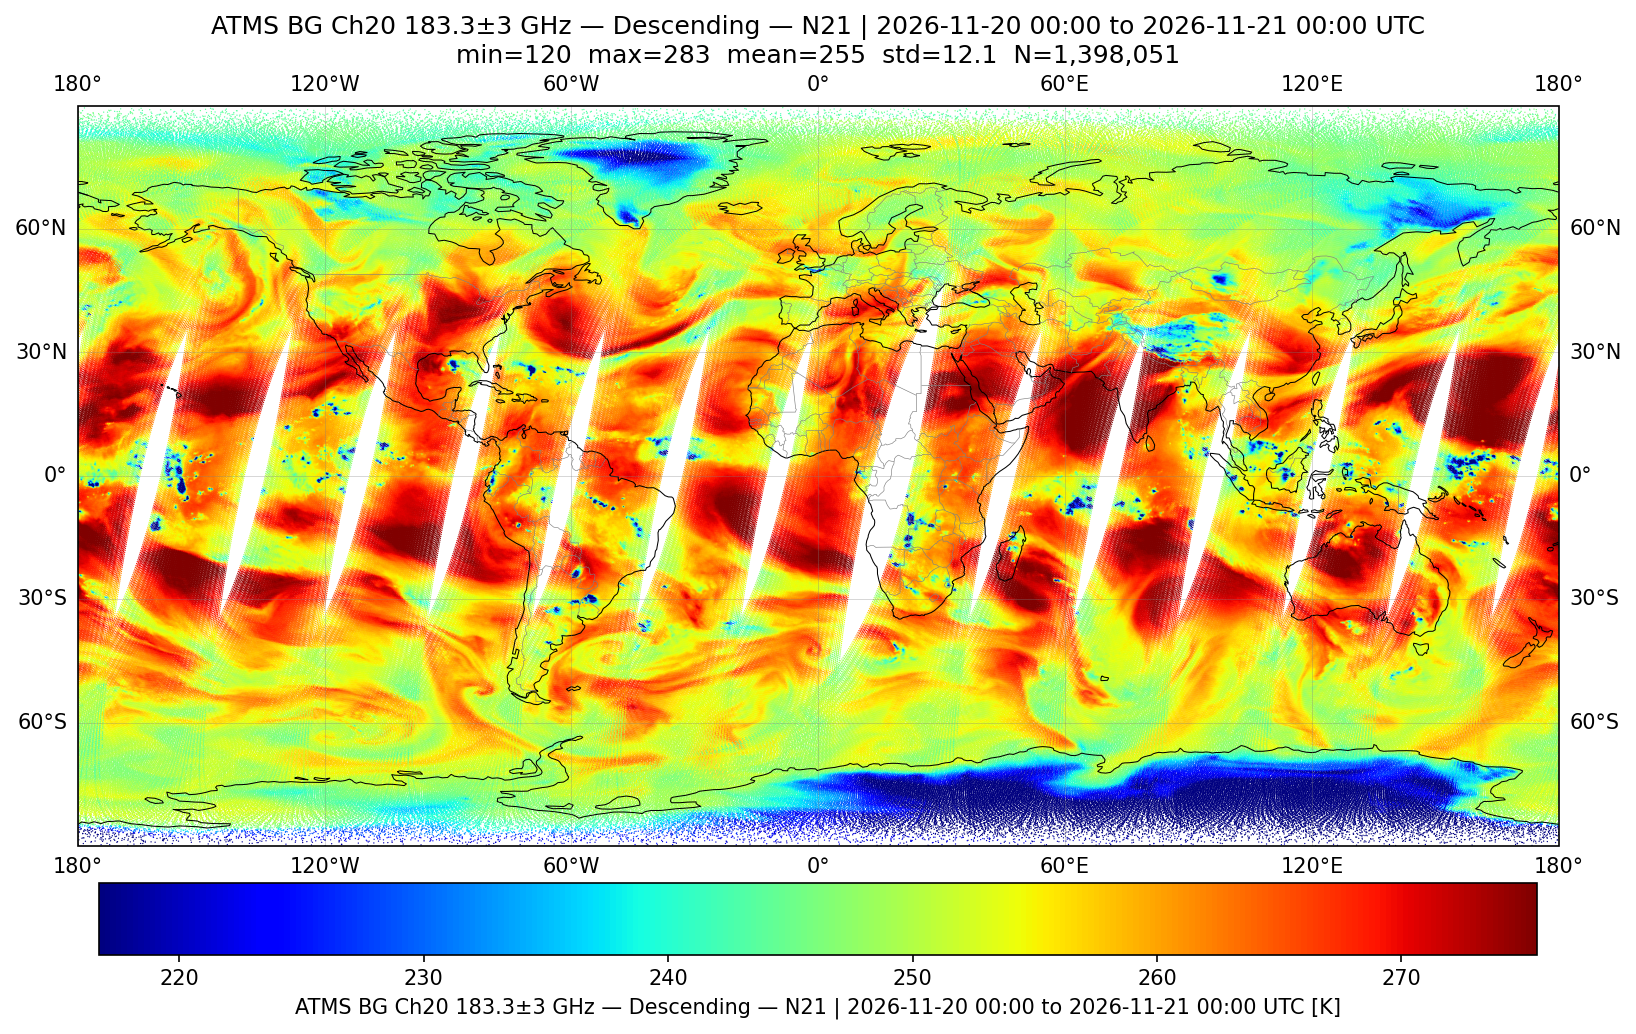 ATMS BG Ch20 183.3±3 GHz — Descending — N21 | 2026-11-20 00:00 to 2026-11-21 00:00 UTC
min=120 max=283 mean=255 std=12.1 N=1,398,051
180° 120°W 60°W 0° 60°E 120°E 180°
60°N 60°N
30°N 30°N
0° 0°
30°S 30°S
60°S 60°S
180° 120°W 60°W 0° 60°E 120°E 180°
220 230 240 250 260 270
ATMS BG Ch20 183.3±3 GHz — Descending — N21 | 2026-11-20 00:00 to 2026-11-21 00:00 UTC [K]